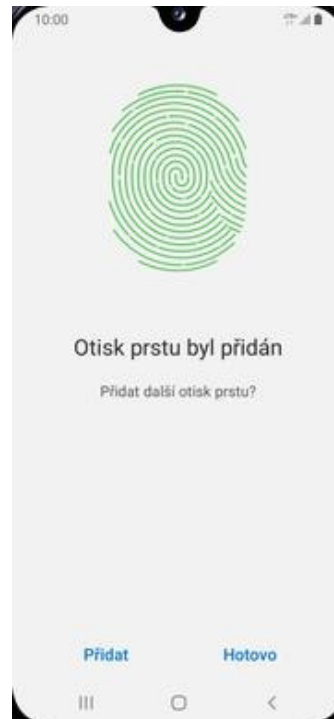 10:00
Otisk prstu byl přidán
Přidat další otisk prstu?
Přidat
Hotovo